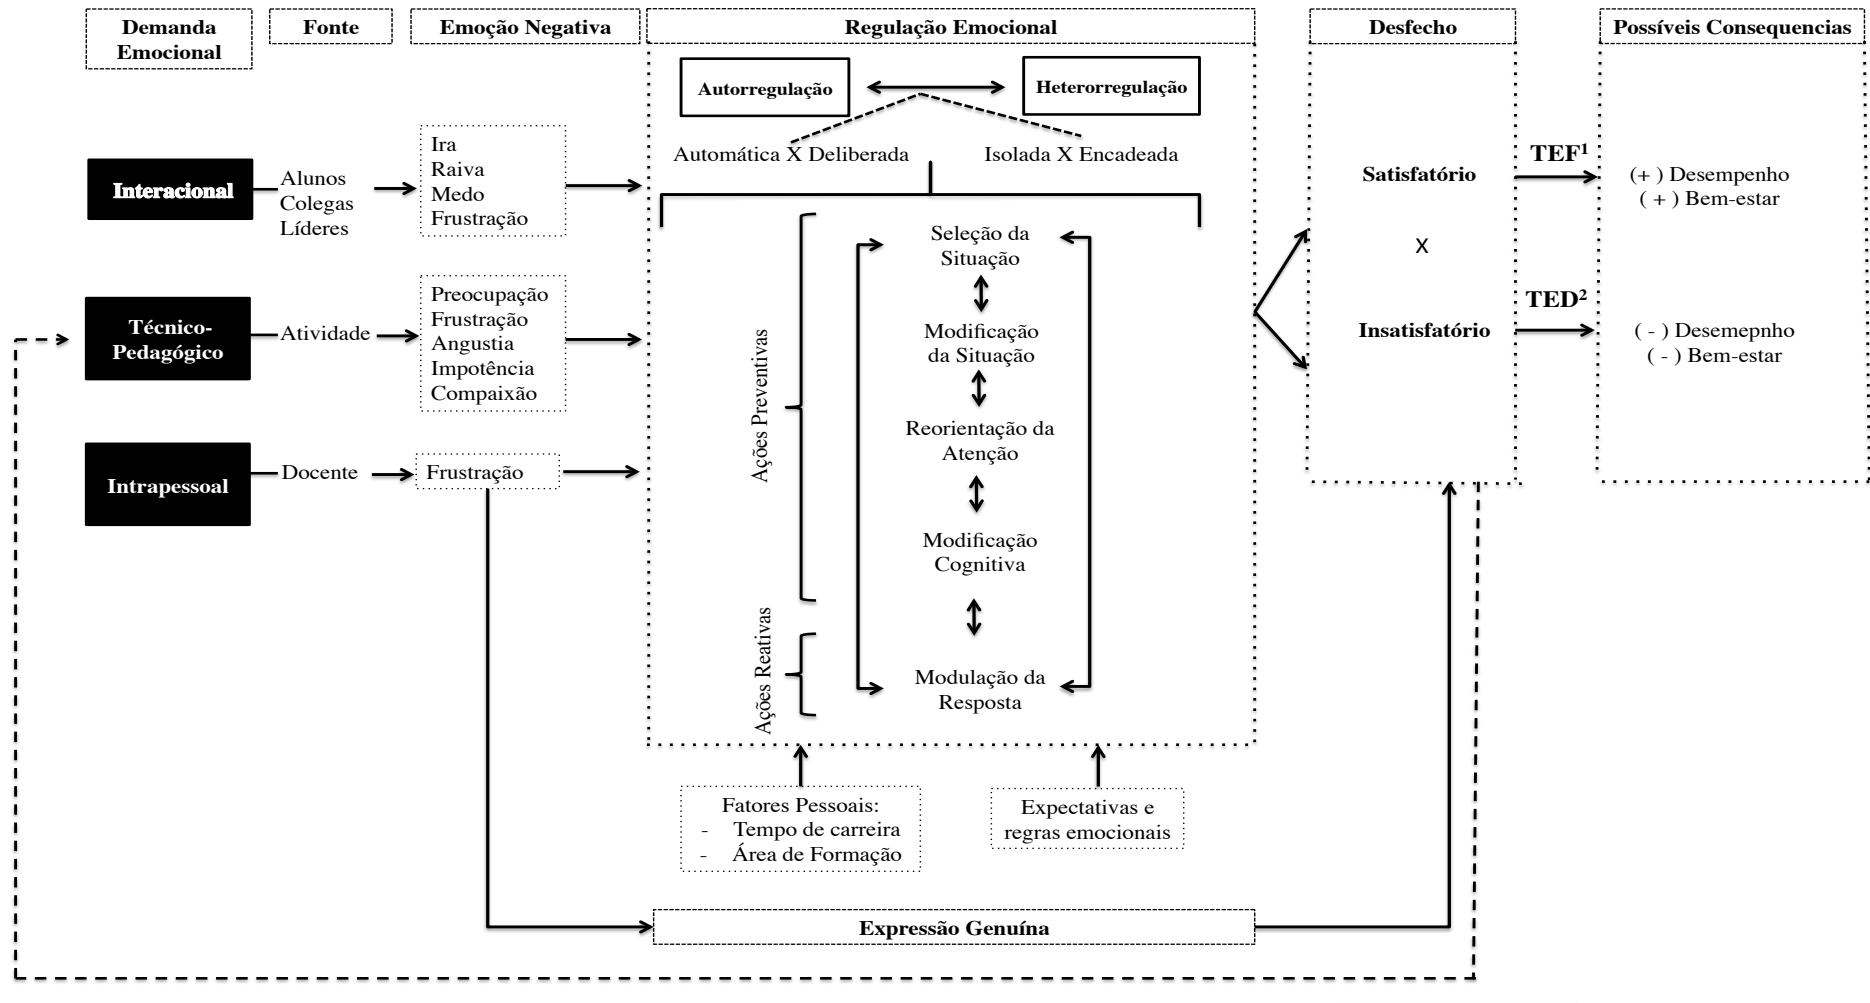 Demanda
Emocional
Fonte
Emoção Negativa
Regulação Emocional
Desfecho
Possíveis Consequencias
Autorregulação
Heterorregulação
Automática X Deliberada
Isolada X Encadeada
Interacional
Alunos
Colegas
Líderes
Ira
Raiva
Medo
Frustração
Técnico-
Pedagógico
Atividade
Preocupação
Frustração
Angustia
Impotência
Compaixão
Intrapessoal
Docente
Frustração
Ações Preventivas
Ações Reativas
Seleção da
Situação
Modificação
da Situação
Reorientação da
Atenção
Modificação
Cognitiva
Modulação da
Resposta
Satisfatório
X
Insatisfatório
TEF¹
TED²
(+ ) Desempenho
( + ) Bem-estar
( - ) Desemepnho
( - ) Bem-estar
Fatores Pessoais:
- Tempo de carreira
- Área de Formação
Expectativas e
regras emocionais
Expressão Genuína